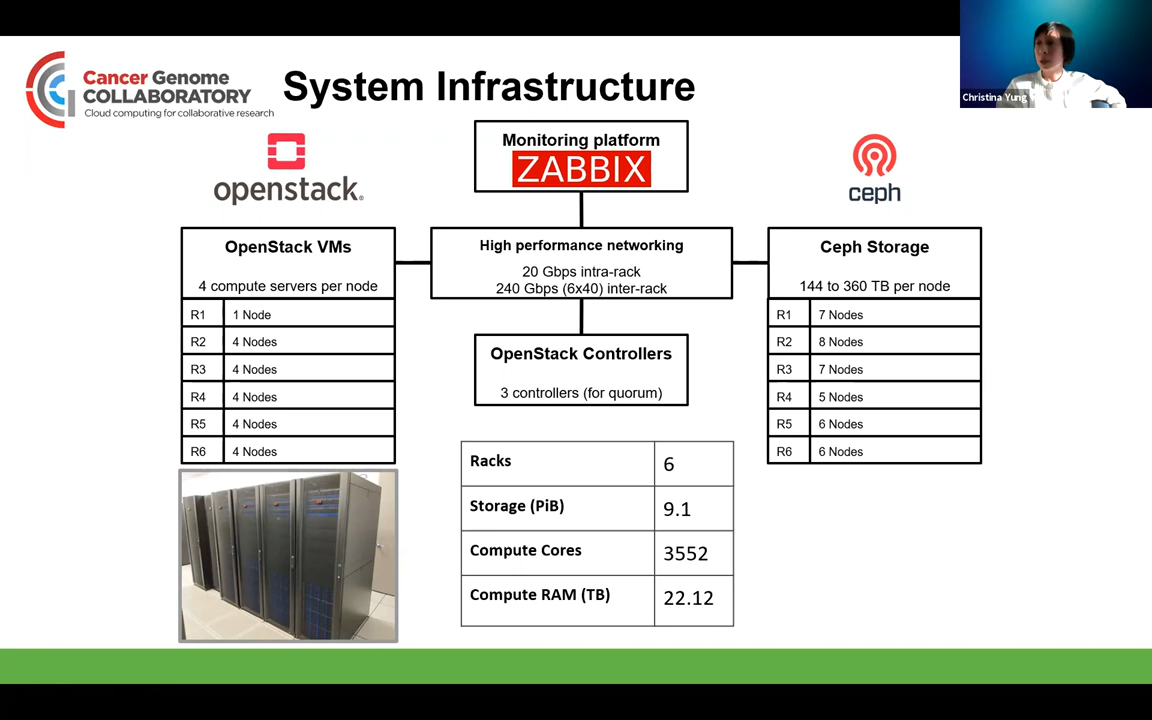 Cancer Genome
COLLABORATORY
Cloud computing for collaborative research
System Infrastructure
Christina Yung
openstack.
Monitoring platform
ZABBIX
ceph
OpenStack VMs
4 compute servers per node
R1 1 Node
R2 4 Nodes
R3 4 Nodes
R4 4 Nodes
R5 4 Nodes
R6 4 Nodes
High performance networking
20 Gbps intra-rack
240 Gbps (6x40) inter-rack
OpenStack Controllers
3 controllers (for quorum)
Ceph Storage
144 to 360 TB per node
R1 7 Nodes
R2 8 Nodes
R3 7 Nodes
R4 5 Nodes
R5 6 Nodes
R6 6 Nodes
Racks 6
Storage (PiB) 9.1
Compute Cores 3552
Compute RAM (TB) 22.12